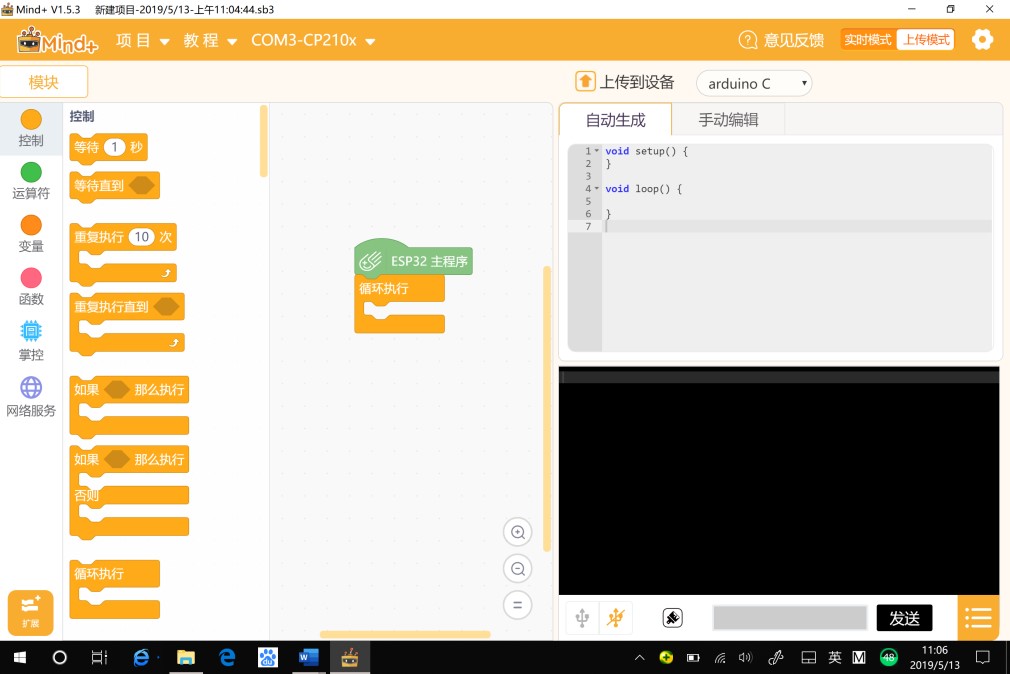 Mind+ V1.5.3 新建项目-2019/5/13-上午11:04:44.sb3
Mind+ 项目 教程 COM3-CP210x 意见反馈 实时模式 上传模式
模块 上传到设备 arduino C
控制
运算符
变量
函数
掌控
网络服务
扩展
控制
等待 1 秒
等待直到
重复执行 10 次
重复执行直到
如果 那么执行
如果 那么执行
否则
循环执行
ESP32 主程序
循环执行
自动生成 手动编辑
1 void setup() {
2 }
3
4 void loop() {
5
6 }
7
发送
W 英 M 48 11:06
2019/5/13